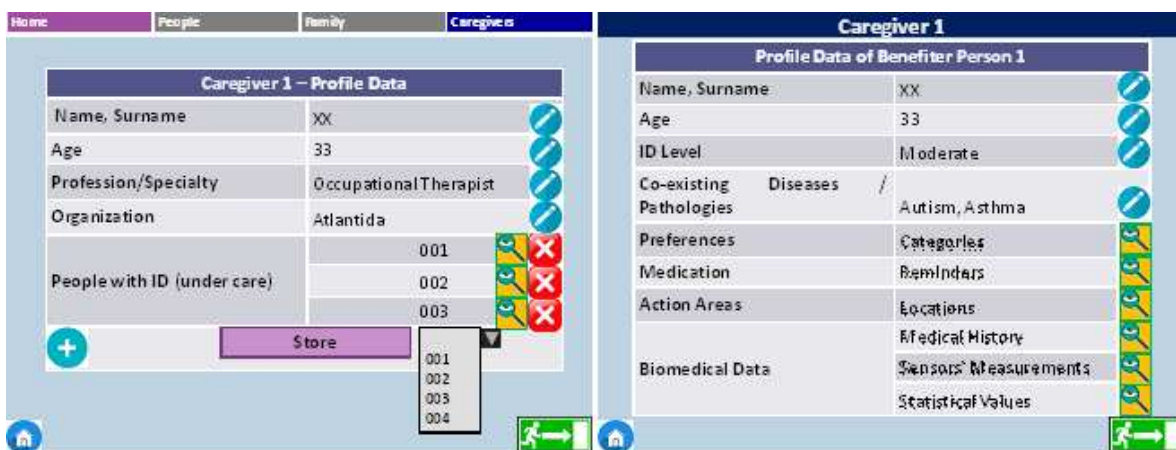 Home People Family Caregivers
Caregiver 1 – Profile Data
Name, Surname XX
Age 33
Profession/Specialty Occupational Therapist
Organization Atlantida
People with ID (under care)
001
002
003
Store
001
002
003
004
Caregiver 1
Profile Data of Benefiter Person 1
Name, Surname XX
Age 33
ID Level Moderate
Co-existing Diseases /
Pathologies Autism, Asthma
Preferences Categories
Medication Reminders
Action Areas Locations
Biomedical Data
Medical History
Sensors' Measurements
Statistical Values